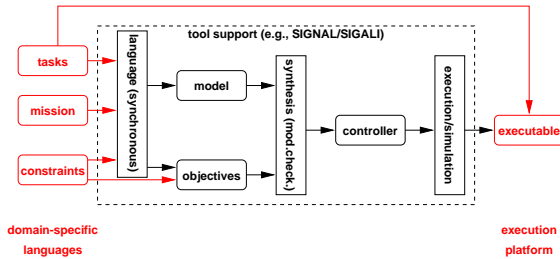 tool support (e.g., SIGNAL/SIGALI)
tasks
mission
constraints
language (synchronous)
model
objectives
synthesis (mod.check.)
controller
execution/simulation
executable
domain-specific
languages
execution
platform